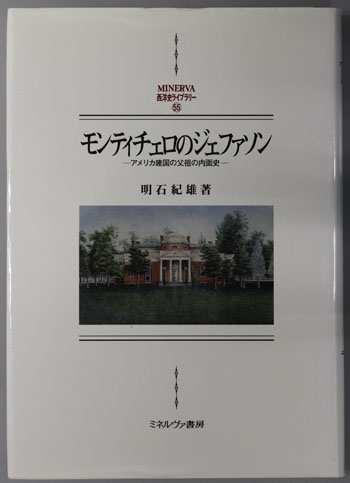 MINERVA
西洋史ライブラリー
55
モンティチェロのジェファソン
―アメリカ建国の父祖の内面史―
明石紀雄著
ミネルヴァ書房